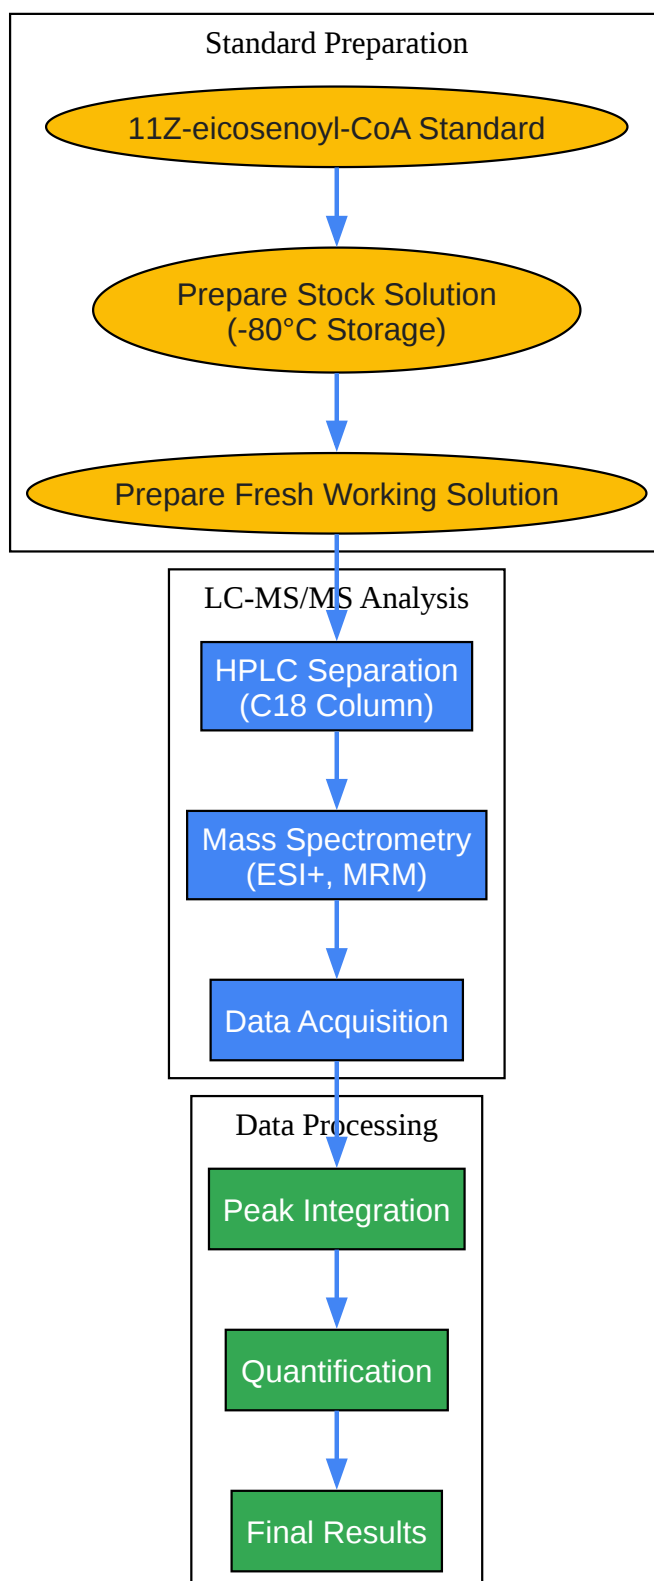 Standard Preparation
11Z-eicosenoyl-CoA Standard
Prepare Stock Solution
(-80°C Storage)
Prepare Fresh Working Solution
LC-MS/MS Analysis
HPLC Separation
(C18 Column)
Mass Spectrometry
(ESI+, MRM)
Data Acquisition
Data Processing
Peak Integration
Quantification
Final Results